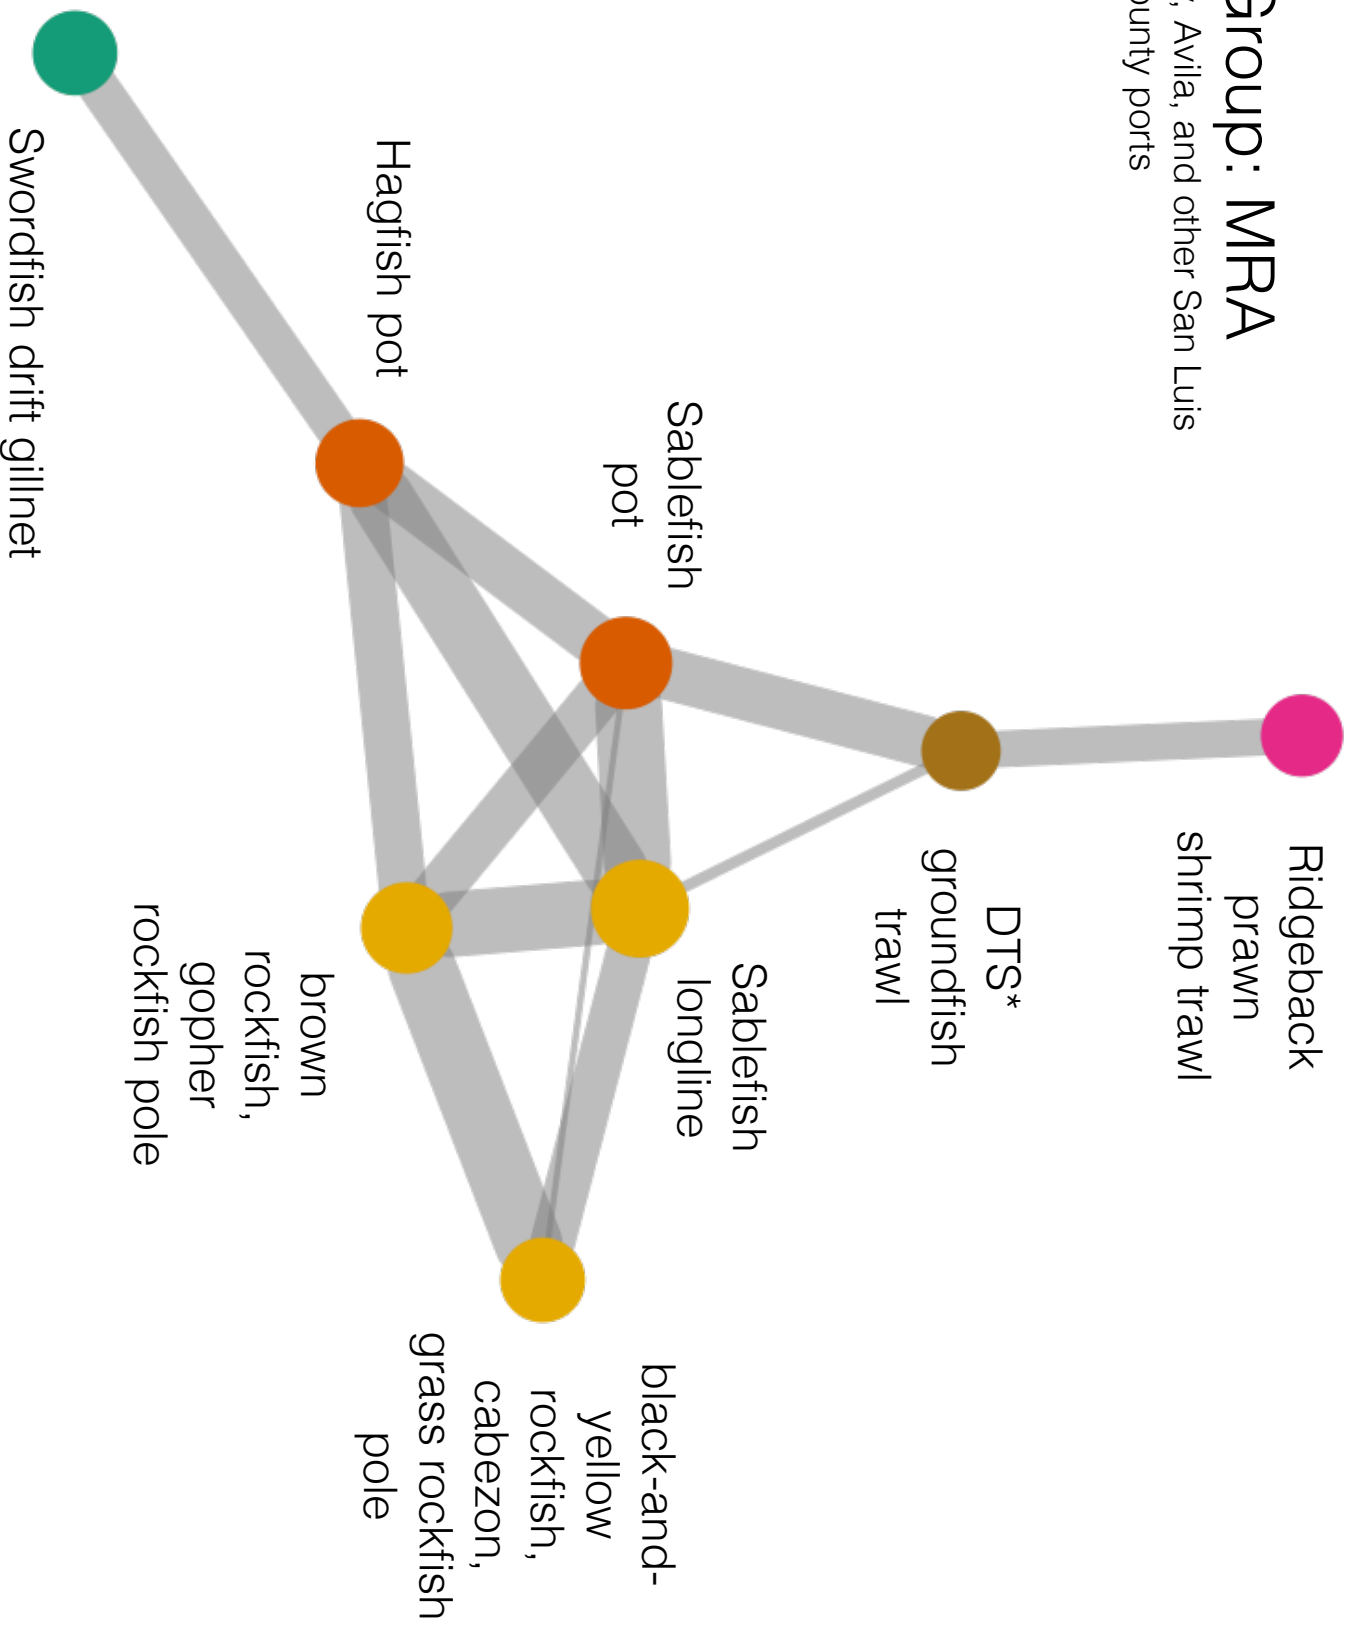 Group: MRA
, Avila, and other San Luis
ounty ports
Ridgeback
prawn
shrimp trawl
DTS*
groundfish
trawl
Sablefish
pot
Sablefish
longline
black-and-
yellow
rockfish,
cabezon,
grass rockfish
pole
Hagfish pot
brown
rockfish,
gopher
rockfish pole
Swordfish drift gillnet